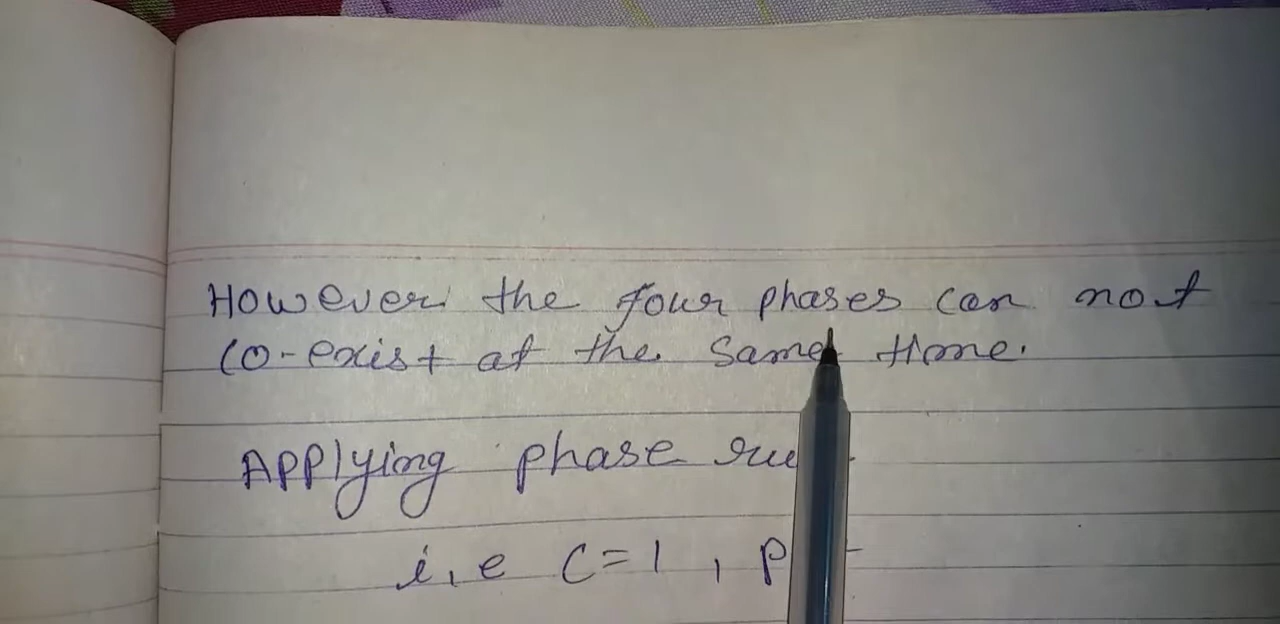 However the four phases can not
co-exist at the same time.
Applying phase
i,e C=1, P